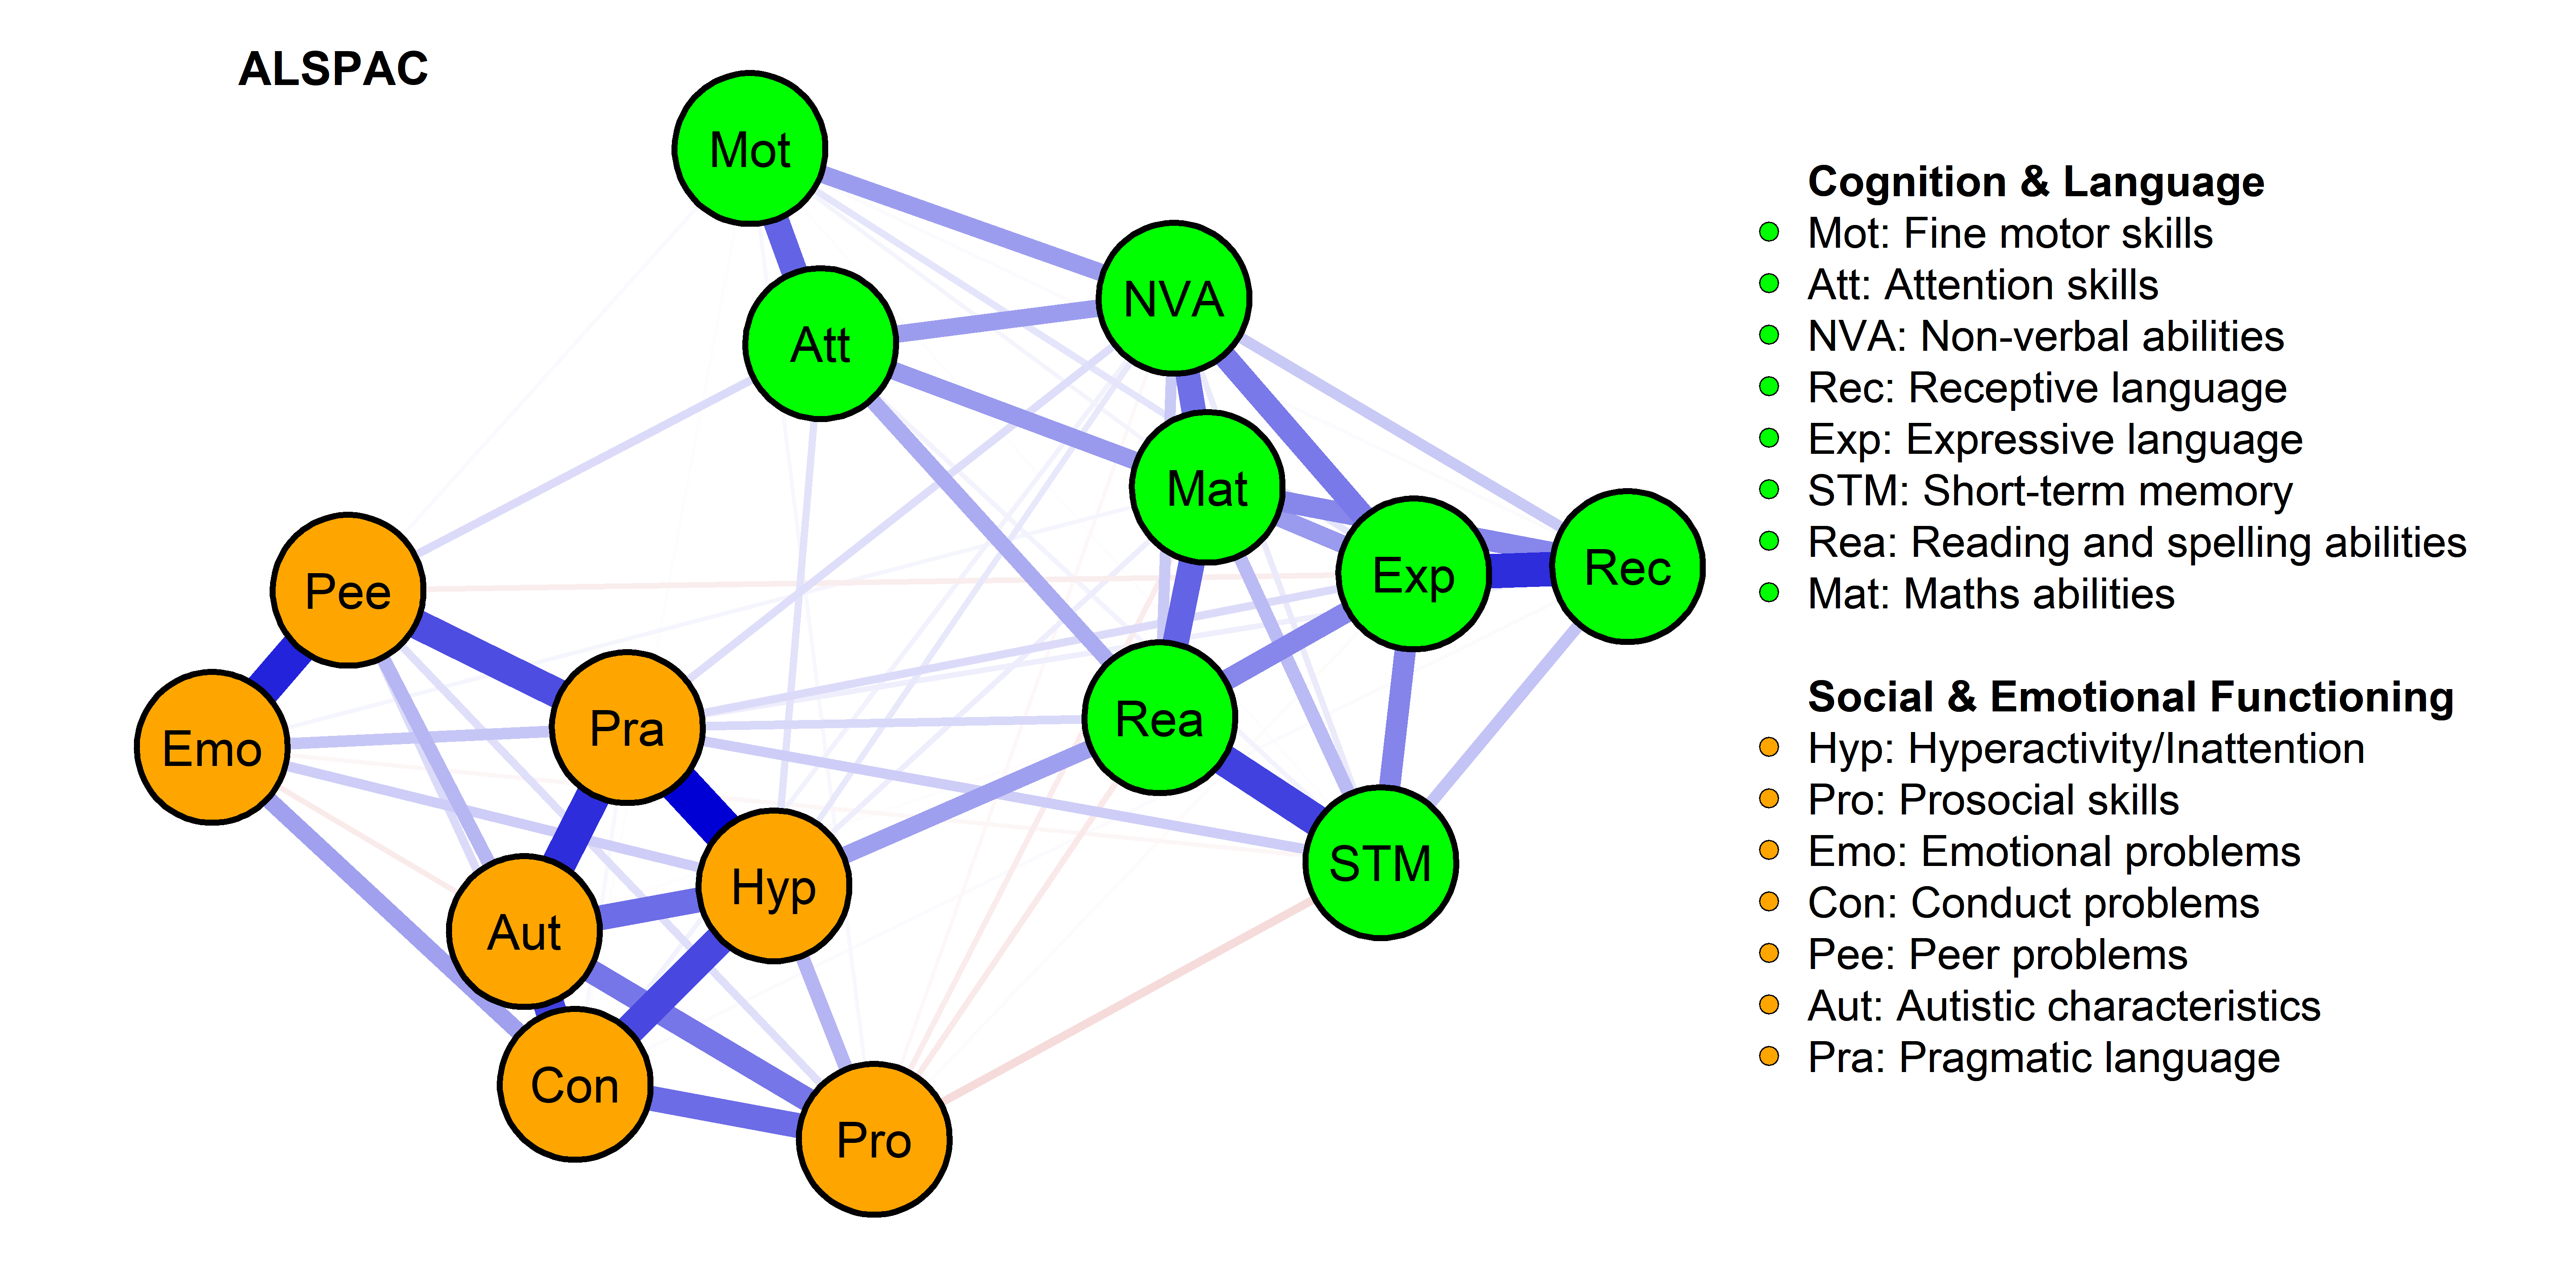 ALSPAC
Mot
NVA
Att
Mat
Exp
Rec
Pee
Rea
Pra
Emo
STM
Hyp
Aut
Con
Pro
Cognition & Language
Mot: Fine motor skills
Att: Attention skills
NVA: Non-verbal abilities
Rec: Receptive language
Exp: Expressive language
STM: Short-term memory
Rea: Reading and spelling abilities
Mat: Maths abilities
Social & Emotional Functioning
Hyp: Hyperactivity/Inattention
Pro: Prosocial skills
Emo: Emotional problems
Con: Conduct problems
Pee: Peer problems
Aut: Autistic characteristics
Pra: Pragmatic language